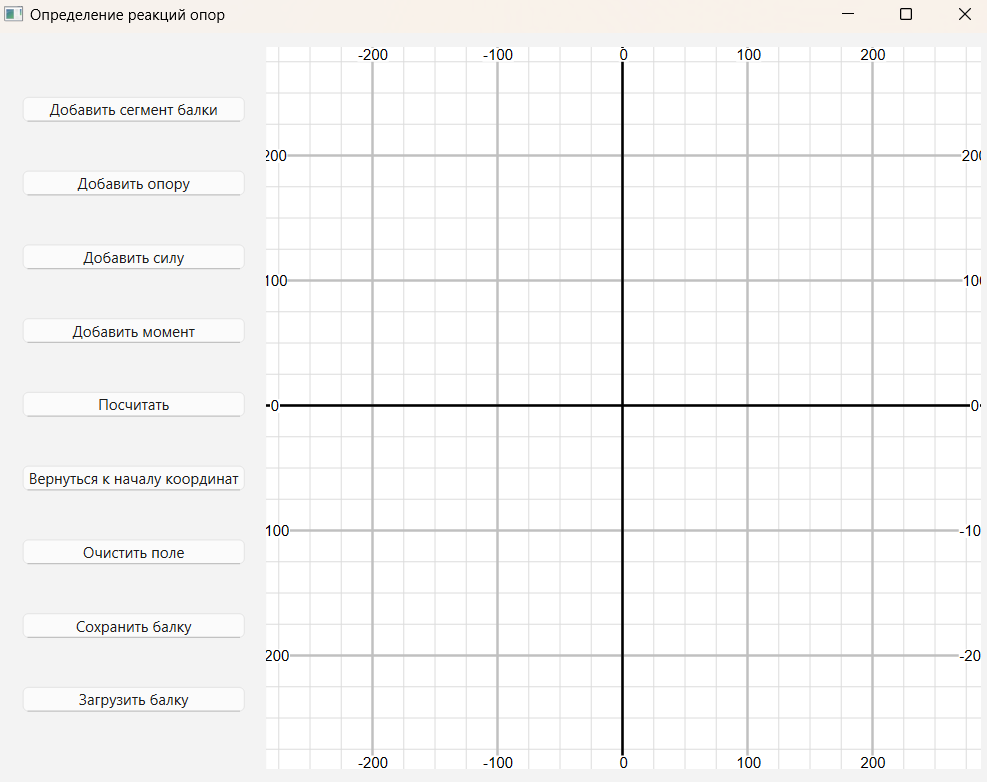 Определение реакций опор
Добавить сегмент балки
Добавить опору
Добавить силу
Добавить момент
Посчитать
Вернуться к началу координат
Очистить поле
Сохранить балку
Загрузить балку
-200 -100 0 100 200
200 200
100 100
0 0
100 -10
200 -20
-200 -100 0 100 200